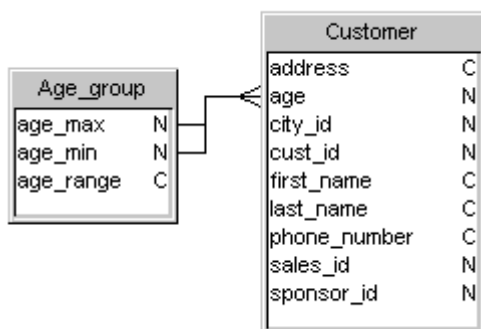 Age_group
age_max N
age_min N
age_range C
Customer
address C
age N
city_id N
cust_id N
first_name C
last_name C
phone_number C
sales_id N
sponsor_id N